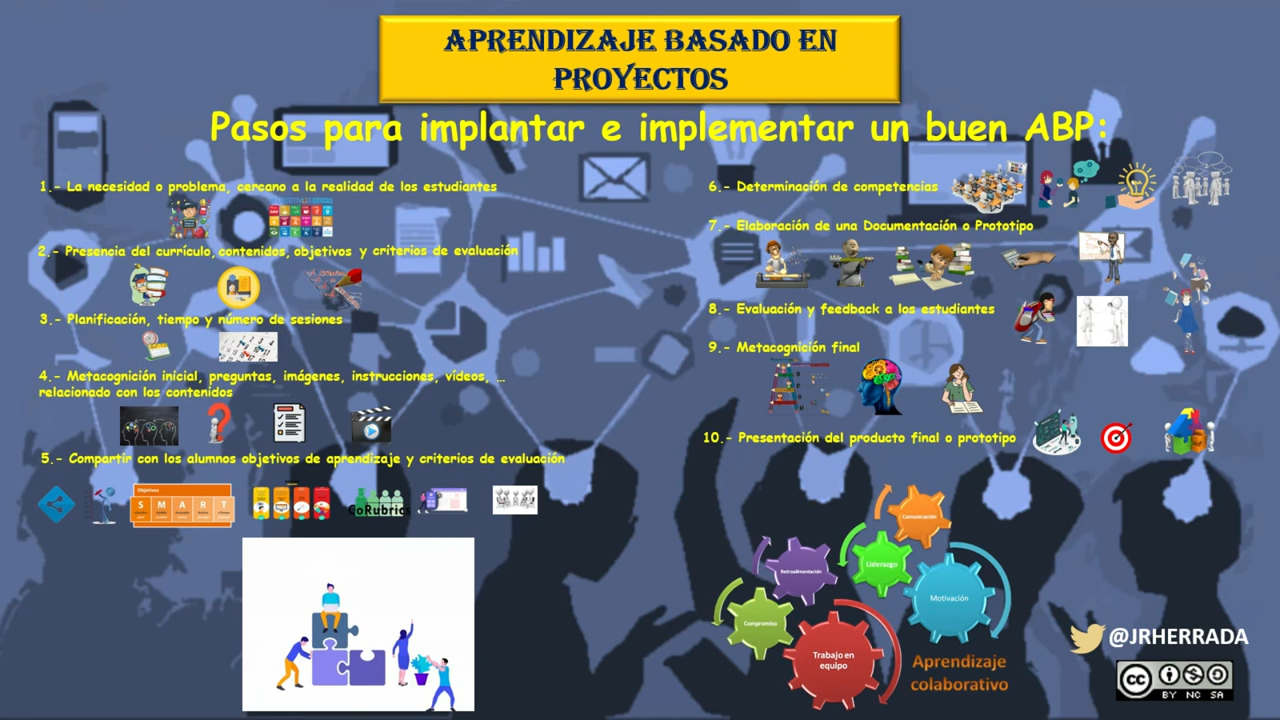 APRENDIZAJE BASADO EN
PROYECTOS
Pasos para implantar e implementar un buen ABP:
1.- La necesidad o problema, cercano a la realidad de los estudiantes
2.- Presencia del currículo, contenidos, objetivos y criterios de evaluación
3.- Planificación, tiempo y número de sesiones
4.- Metacognición inicial, preguntas, imágenes, instrucciones, vídeos, ...
relacionado con los contenidos
5.- Compartir con los alumnos objetivos de aprendizaje y criterios de evaluación
Objetivos
S M A R T
CoRubrics
6.- Determinación de competencias
7.- Elaboración de una Documentación o Prototipo
8.- Evaluación y feedback a los estudiantes
9.- Metacognición final
10.- Presentación del producto final o prototipo
Comunicación
Liderazgo
Retroalimentación
Motivación
Compromiso
Trabajo en
equipo
Aprendizaje
colaborativo
@JRHERRADA
cc
BY NC SA